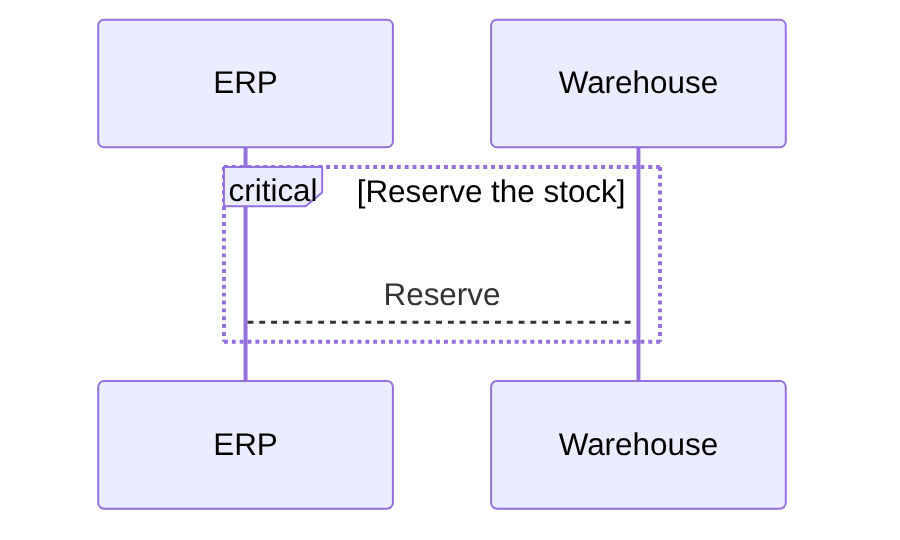 ERP
Warehouse
critical
[Reserve the stock]
Reserve
ERP
Warehouse